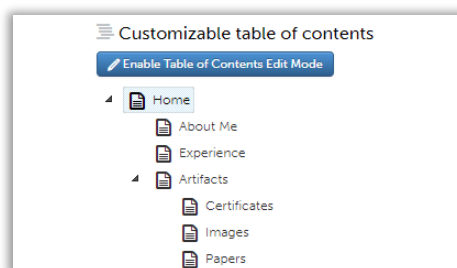 Customizable table of contents
Enable Table of Contents Edit Mode
Home
About Me
Experience
Artifacts
Certificates
Images
Papers